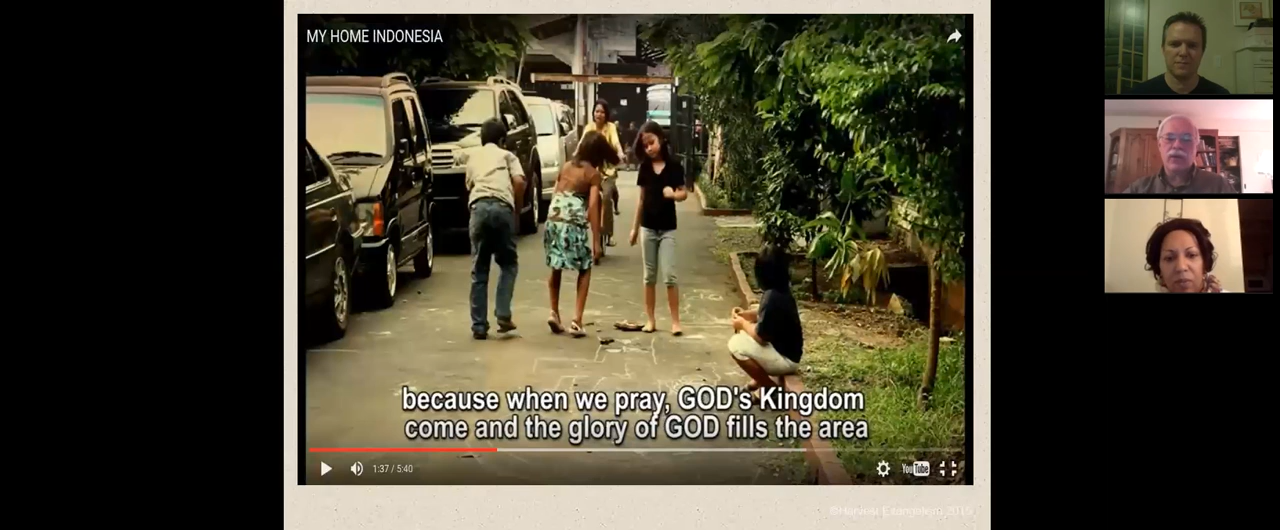 MY HOME INDONESIA
because when we pray, GOD's Kingdom
come and the glory of GOD fills the area
1:37 / 5:40
YouTube